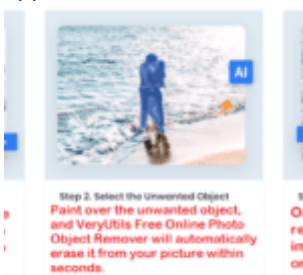 AI
Step 2. Select the Unwanted Object
Paint over the unwanted object,
and VeryUtils Free Online Photo
Object Remover will automatically
erase it from your picture within
seconds.